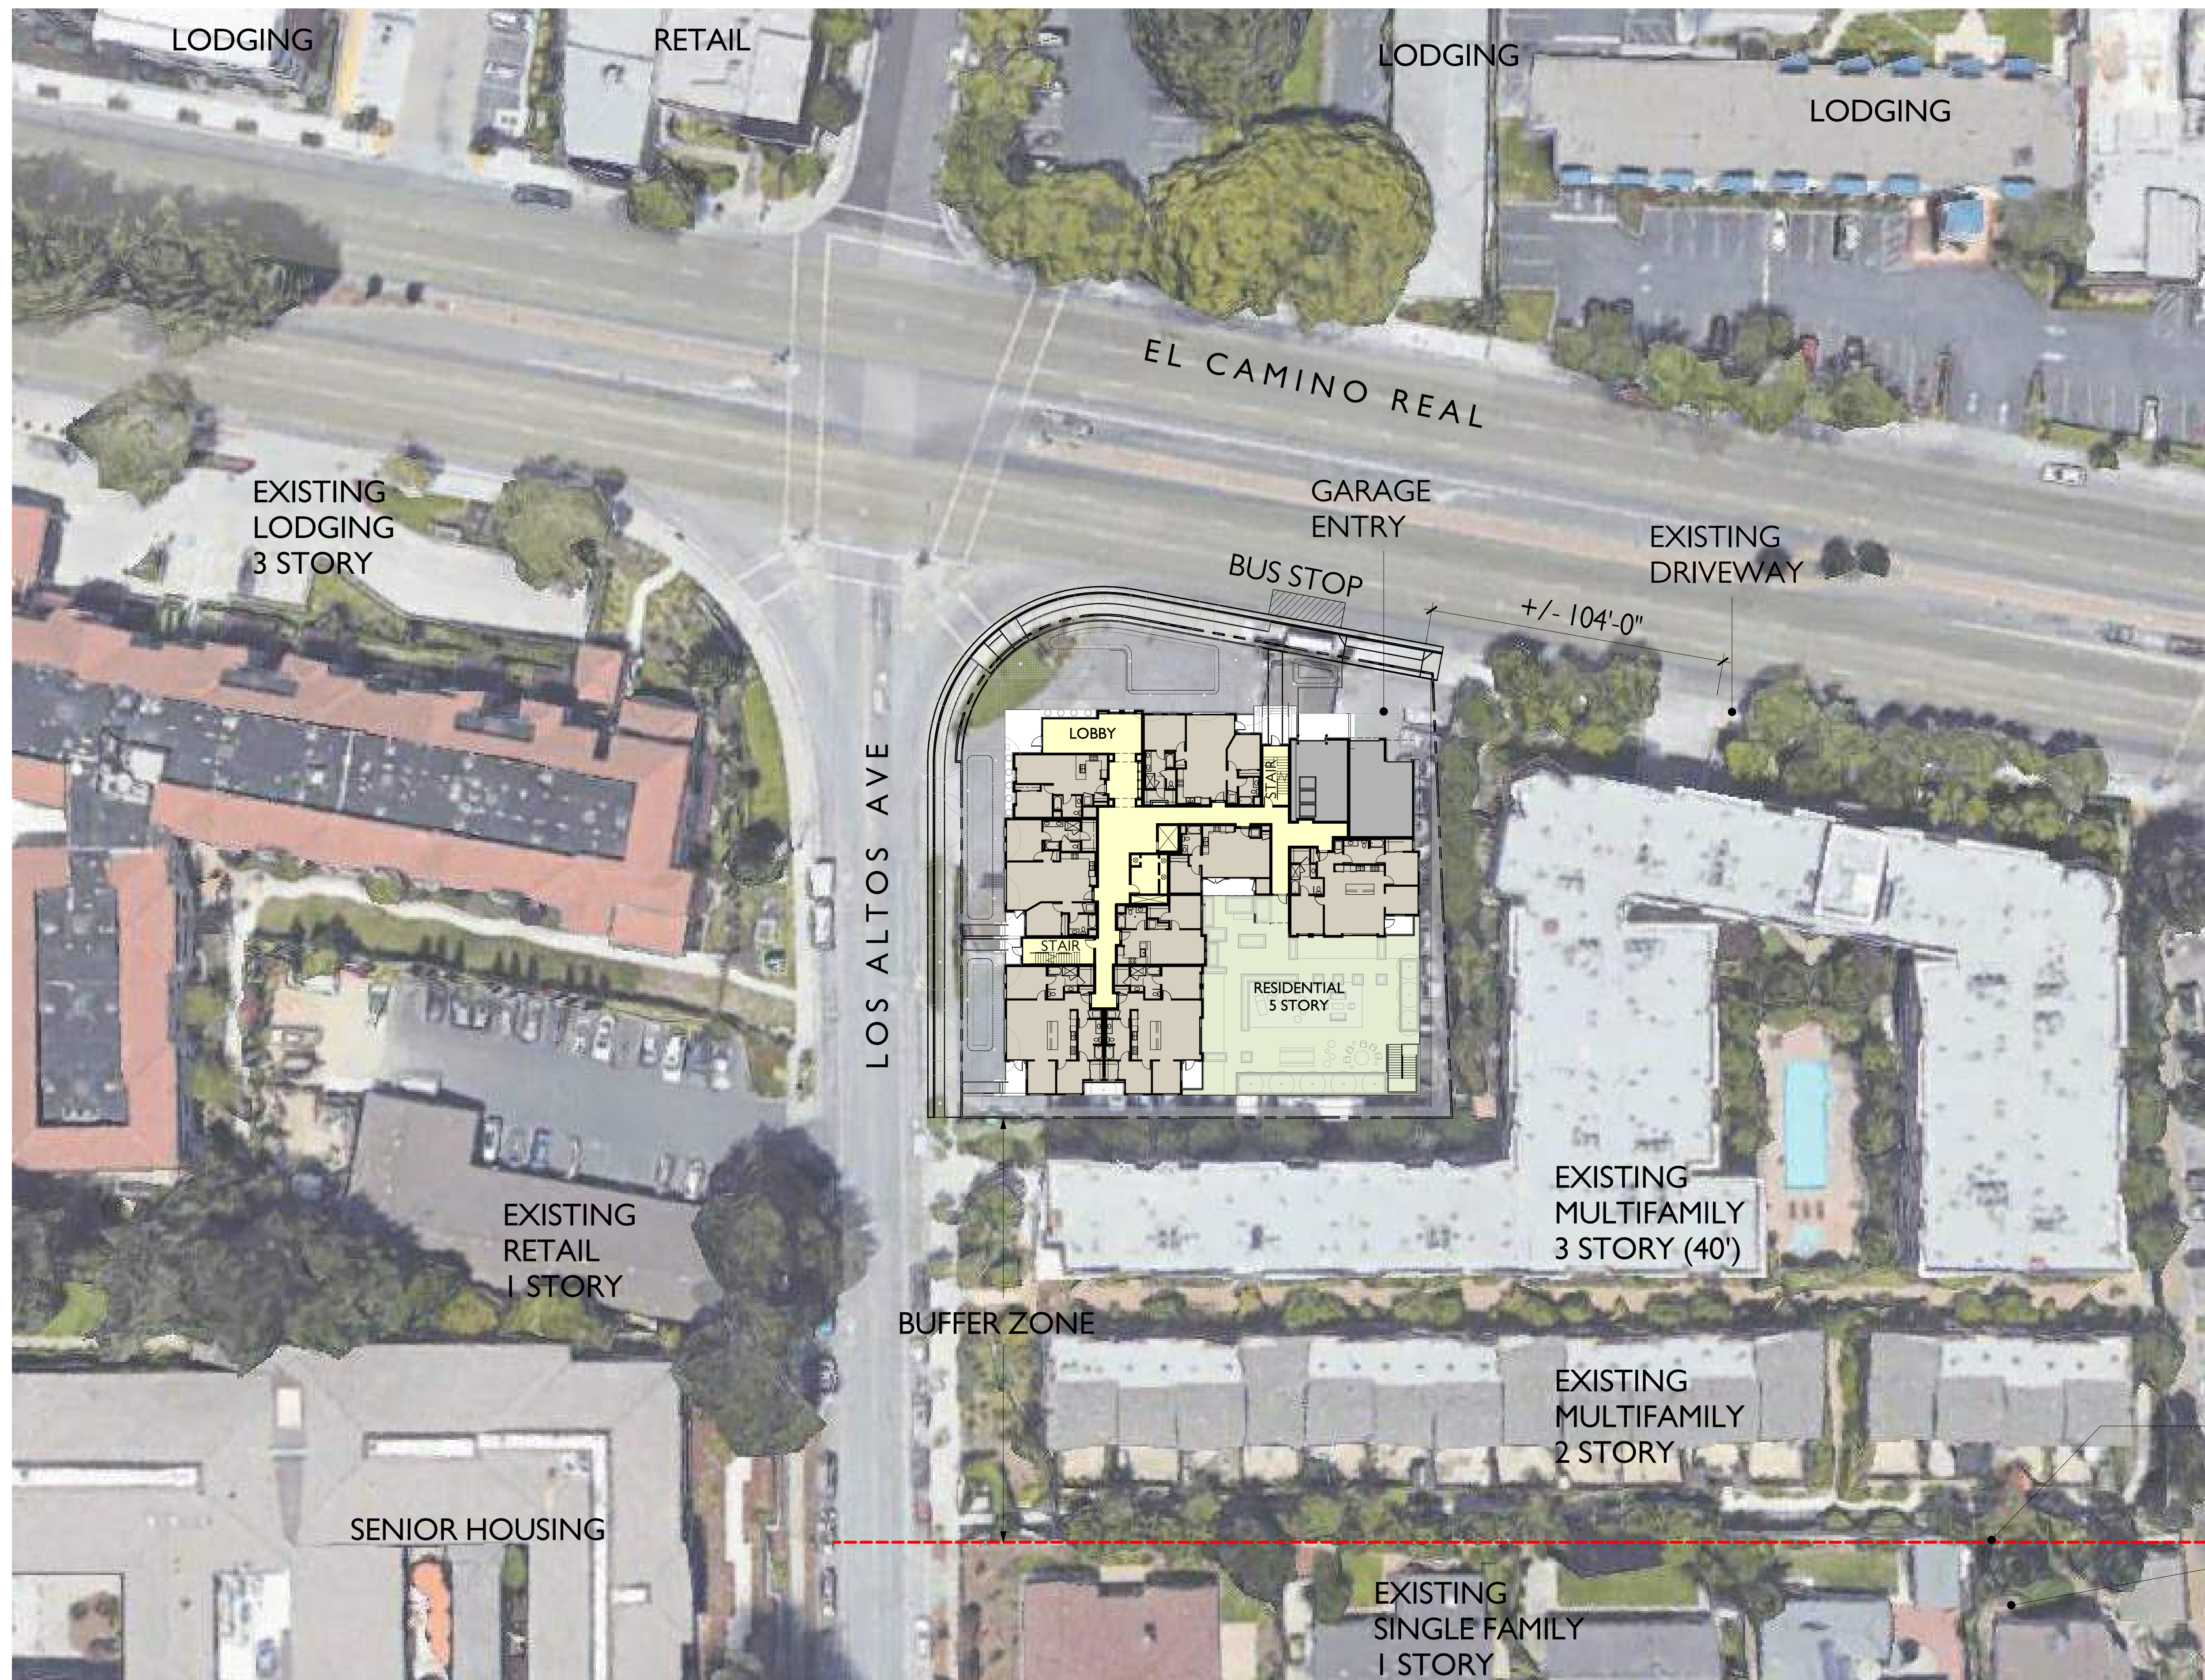 LODGING
RETAIL
LODGING
LODGING
EL CAMINO REAL
EXISTING
LODGING
3 STORY
GARAGE
ENTRY
EXISTING
DRIVEWAY
BUS STOP
+/- 104'-0"
LOBBY
STAIR
LOS ALTOS AVE
STAIR
RESIDENTIAL
5 STORY
EXISTING
MULTIFAMILY
3 STORY (40')
EXISTING
RETAIL
1 STORY
BUFFER ZONE
EXISTING
MULTIFAMILY
2 STORY
SENIOR HOUSING
EXISTING
SINGLE FAMILY
1 STORY